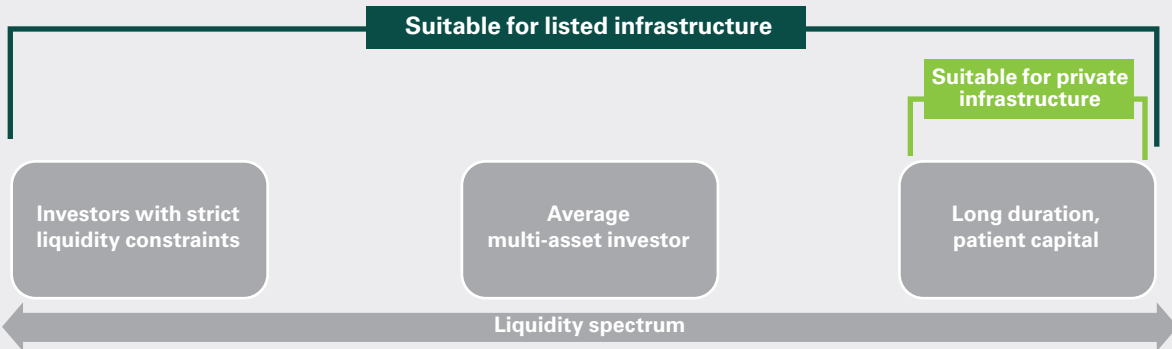 Suitable for listed infrastructure
Suitable for private
infrastructure
Investors with strict
liquidity constraints
Average
multi-asset investor
Long duration,
patient capital
Liquidity spectrum